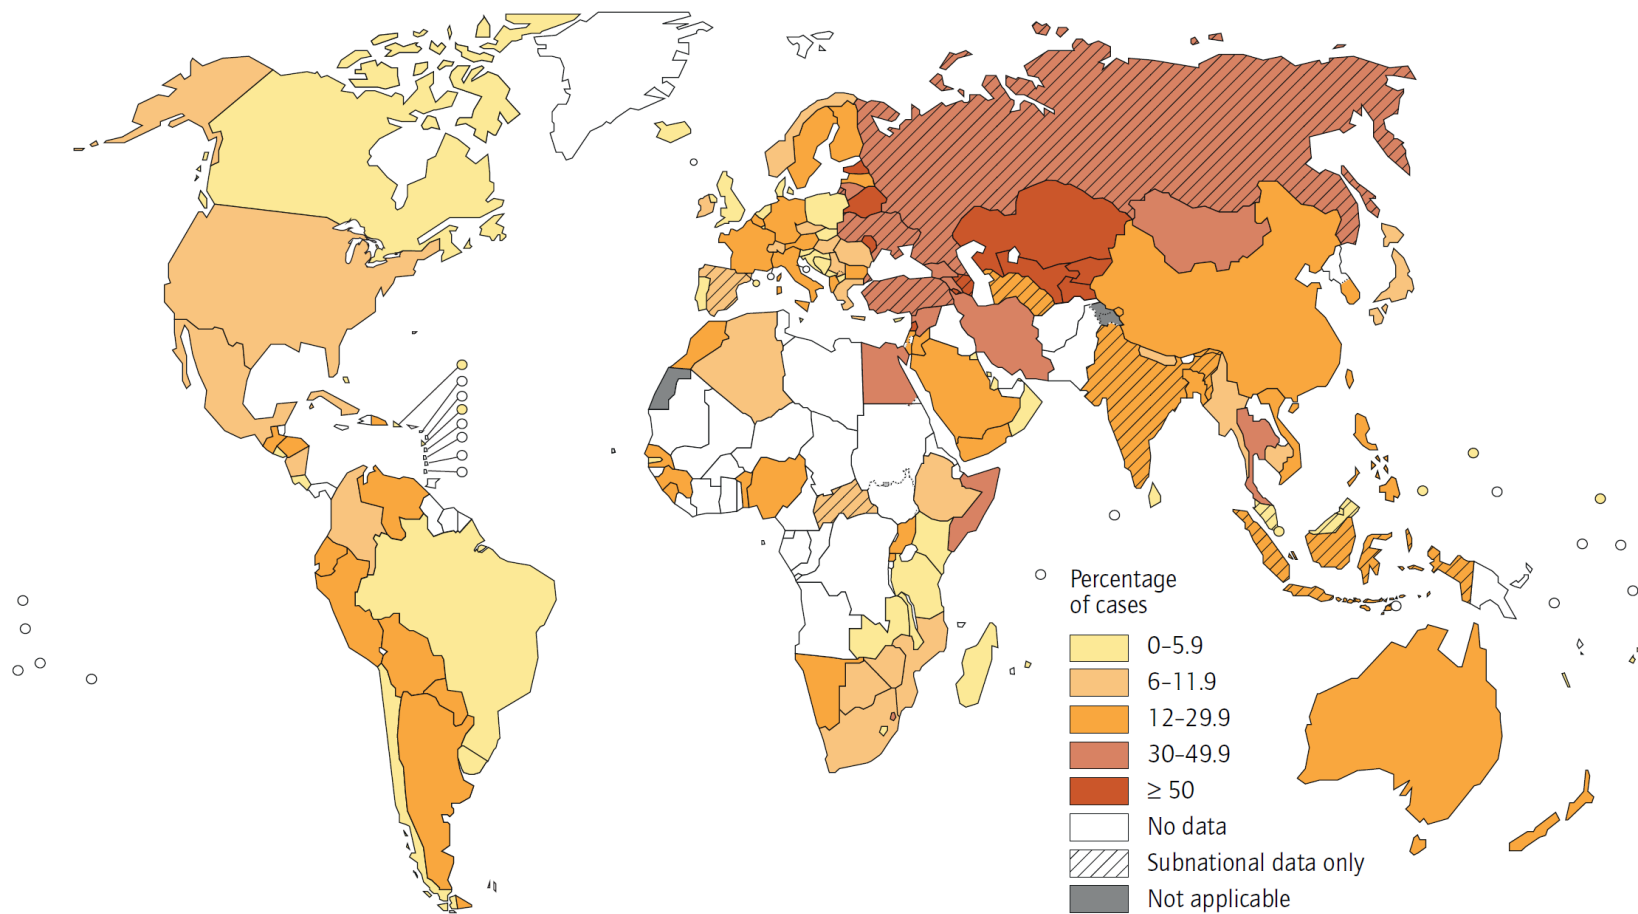 Percentage
of cases
0–5.9
6–11.9
12–29.9
30–49.9
≥ 50
No data
Subnational data only
Not applicable